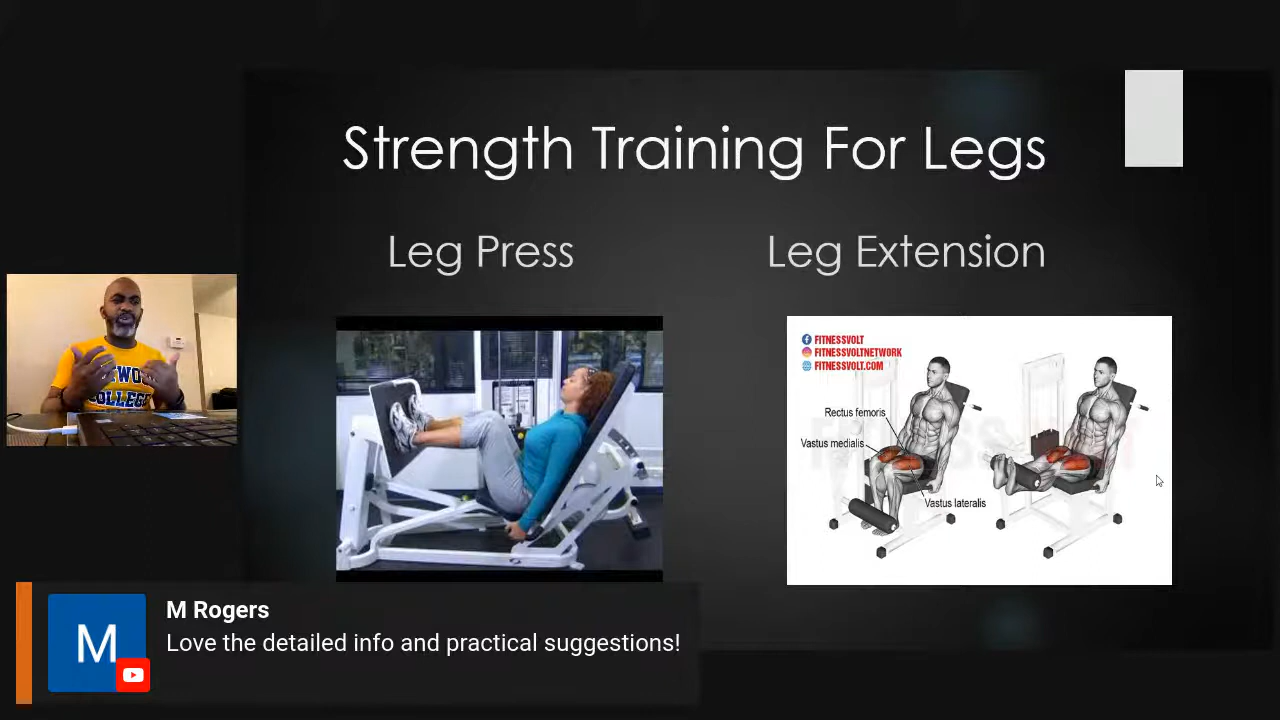 Strength Training For Legs
Leg Press
Leg Extension
FITNESSVOLT
FITNESSVOLTNETWORK
FITNESSVOLT.COM
Rectus femoris
Vastus medialis
Vastus lateralis
COLLEGE
M
M Rogers
Love the detailed info and practical suggestions!